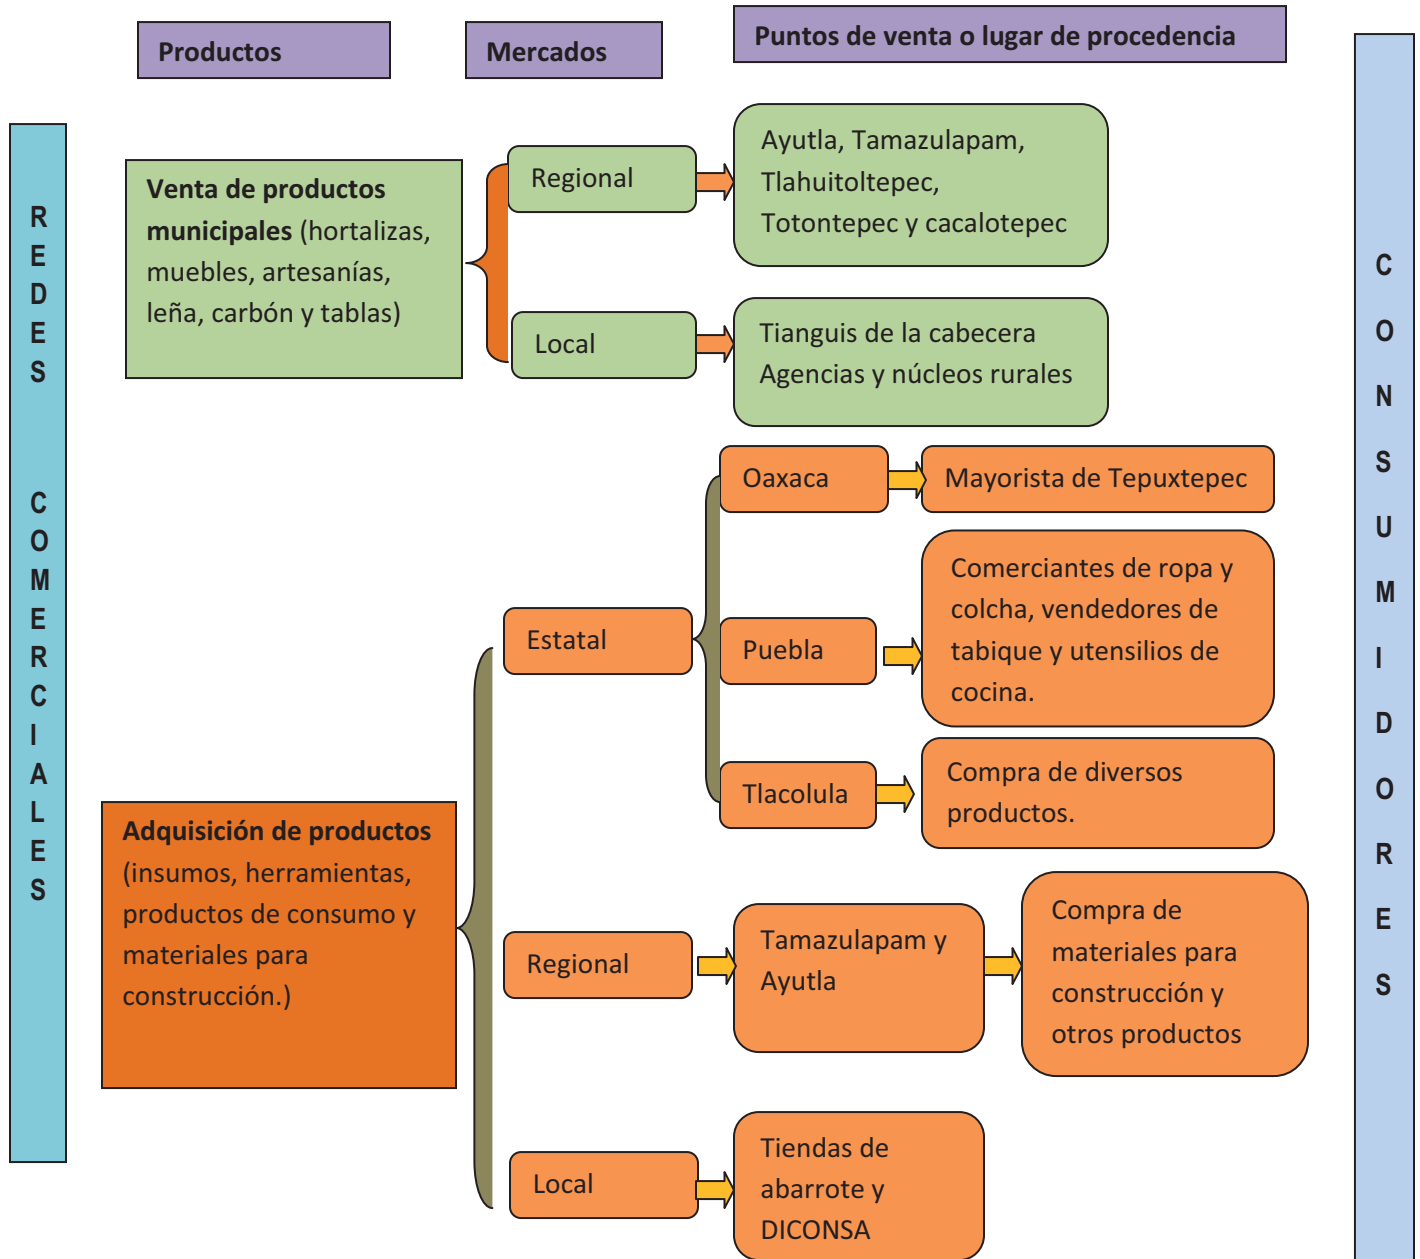 Productos
Mercados
Puntos de venta o lugar de procedencia
REDES COMERCIALES
Venta de productos
municipales (hortalizas,
muebles, artesanías,
leña, carbón y tablas)
Regional
Ayutla, Tamazulapam,
Tlahuitoltepec,
Totontepec y cacalotepec
Local
Tianguis de la cabecera
Agencias y núcleos rurales
Adquisición de productos
(insumos, herramientas,
productos de consumo y
materiales para
construcción.)
Estatal
Oaxaca
Mayorista de Tepuxtepec
Puebla
Comerciantes de ropa y
colcha, vendedores de
tabique y utensilios de
cocina.
Tlacolula
Compra de diversos
productos.
Regional
Tamazulapam y
Ayutla
Compra de
materiales para
construcción y
otros productos
Local
Tiendas de
abarrote y
DICONSA
CONSUMIDORES